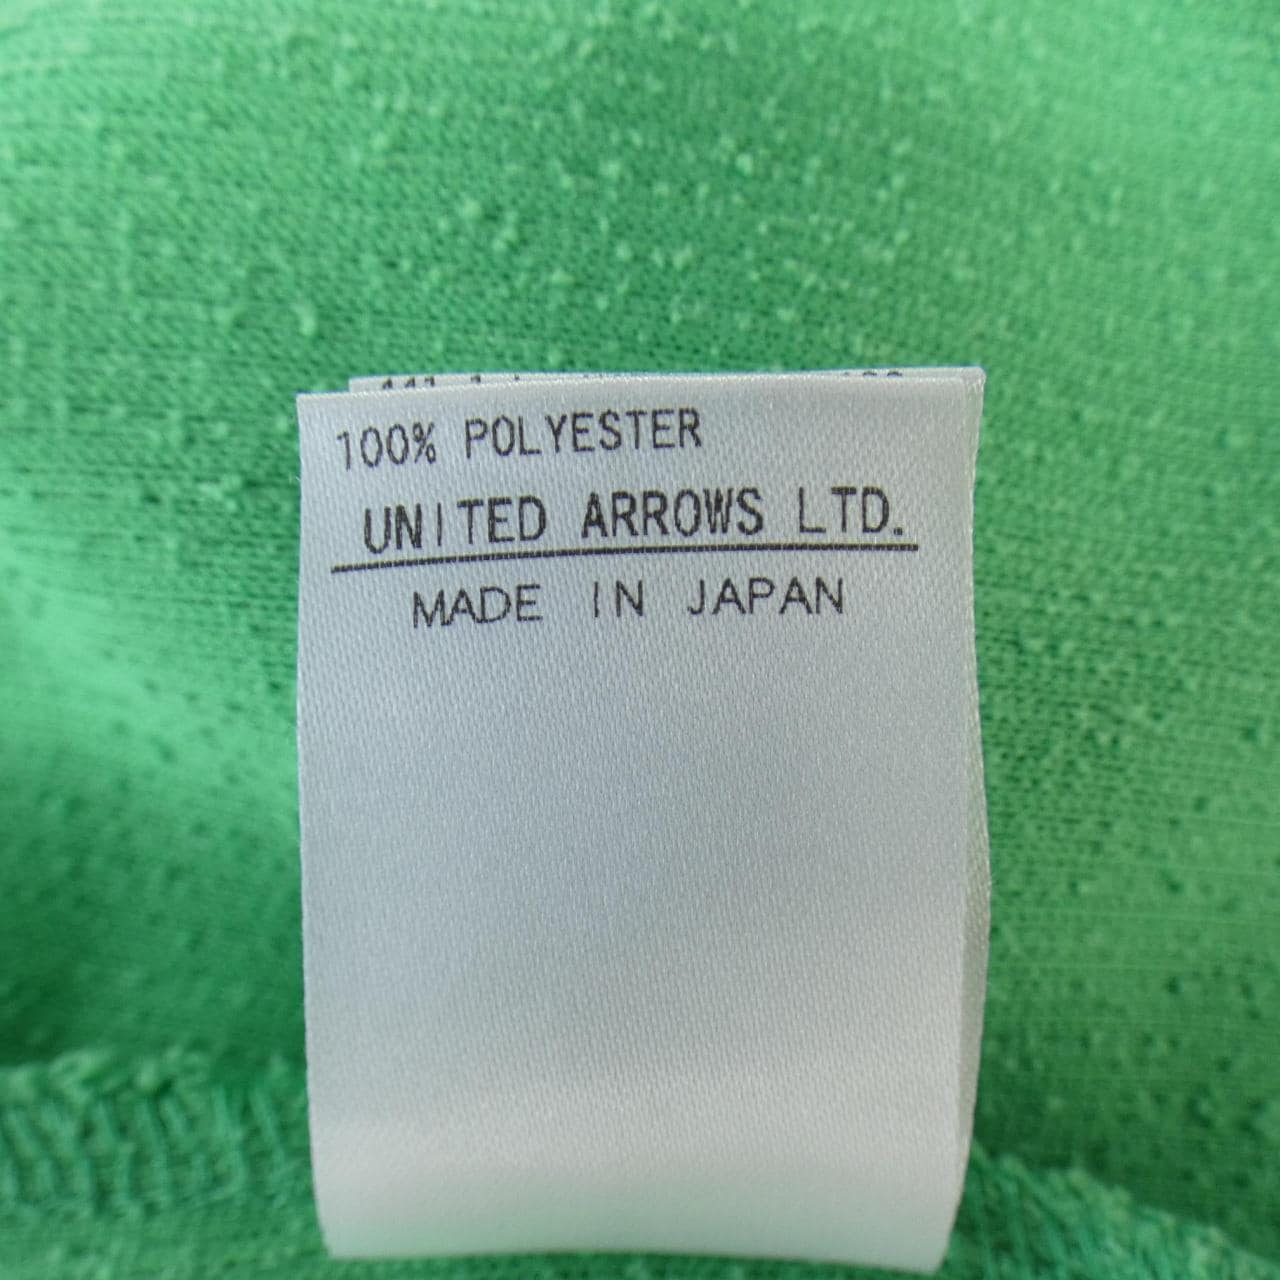 100% POLYESTER
UNITED ARROWS LTD.
MADE IN JAPAN